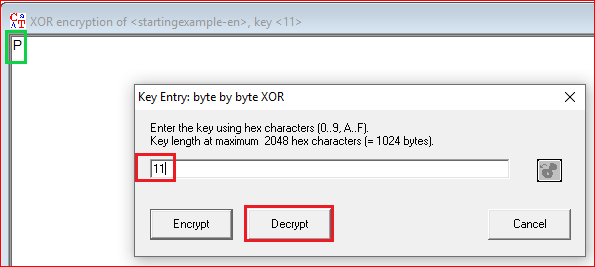 XOR encryption of <startingexample-en>, key <11>
P
Key Entry: byte by byte XOR
Enter the key using hex characters (0..9, A..F).
Key length at maximum 2048 hex characters (= 1024 bytes).
11
Encrypt Decrypt Cancel